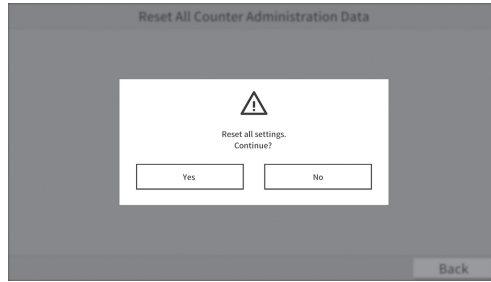 Reset All Counter Administration Data
Reset all settings.
Continue?
Yes No
Back